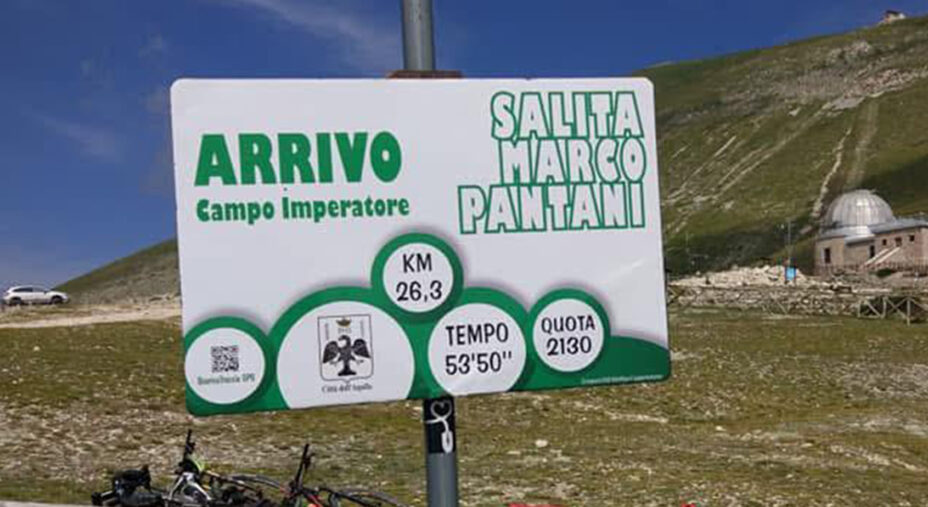 ARRIVO
Campo Imperatore
SALITA
MARCO
PANTANI
KM
26,3
TEMPO
53'50''
QUOTA
2130
Città dell'Aquila